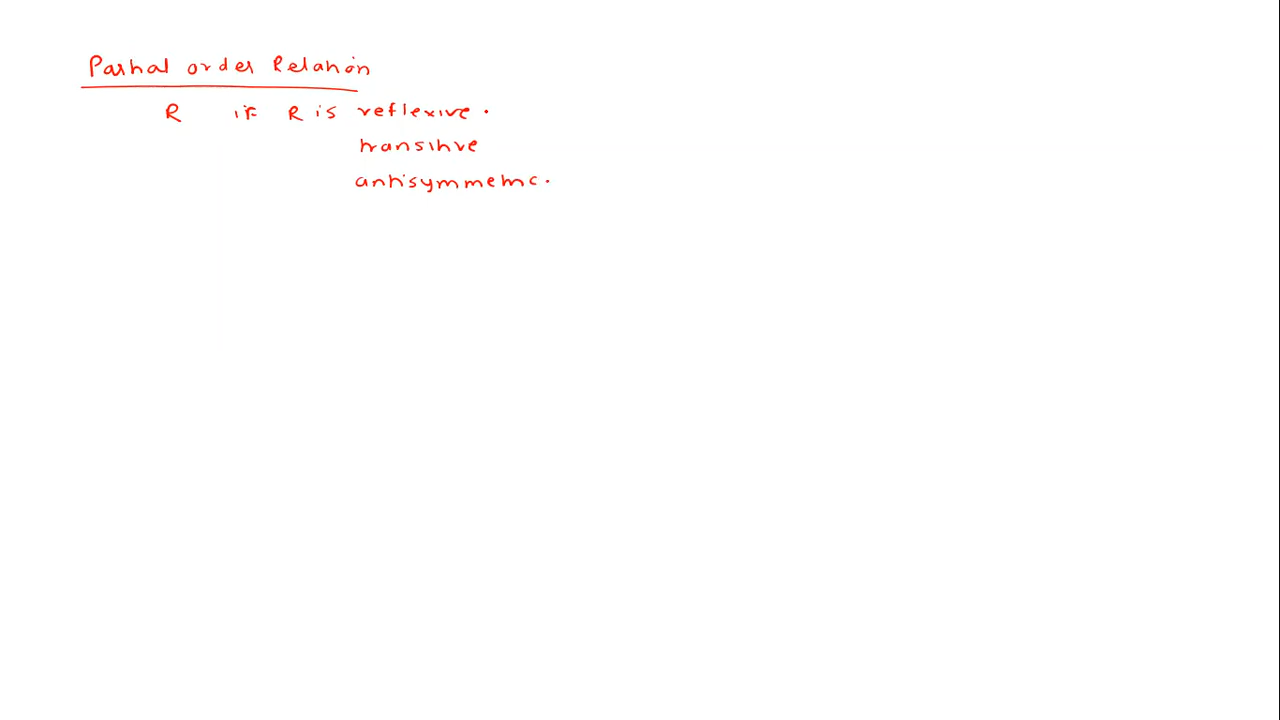 Partial order Relation
R if R is reflexive.
transitive
antisymmetric.